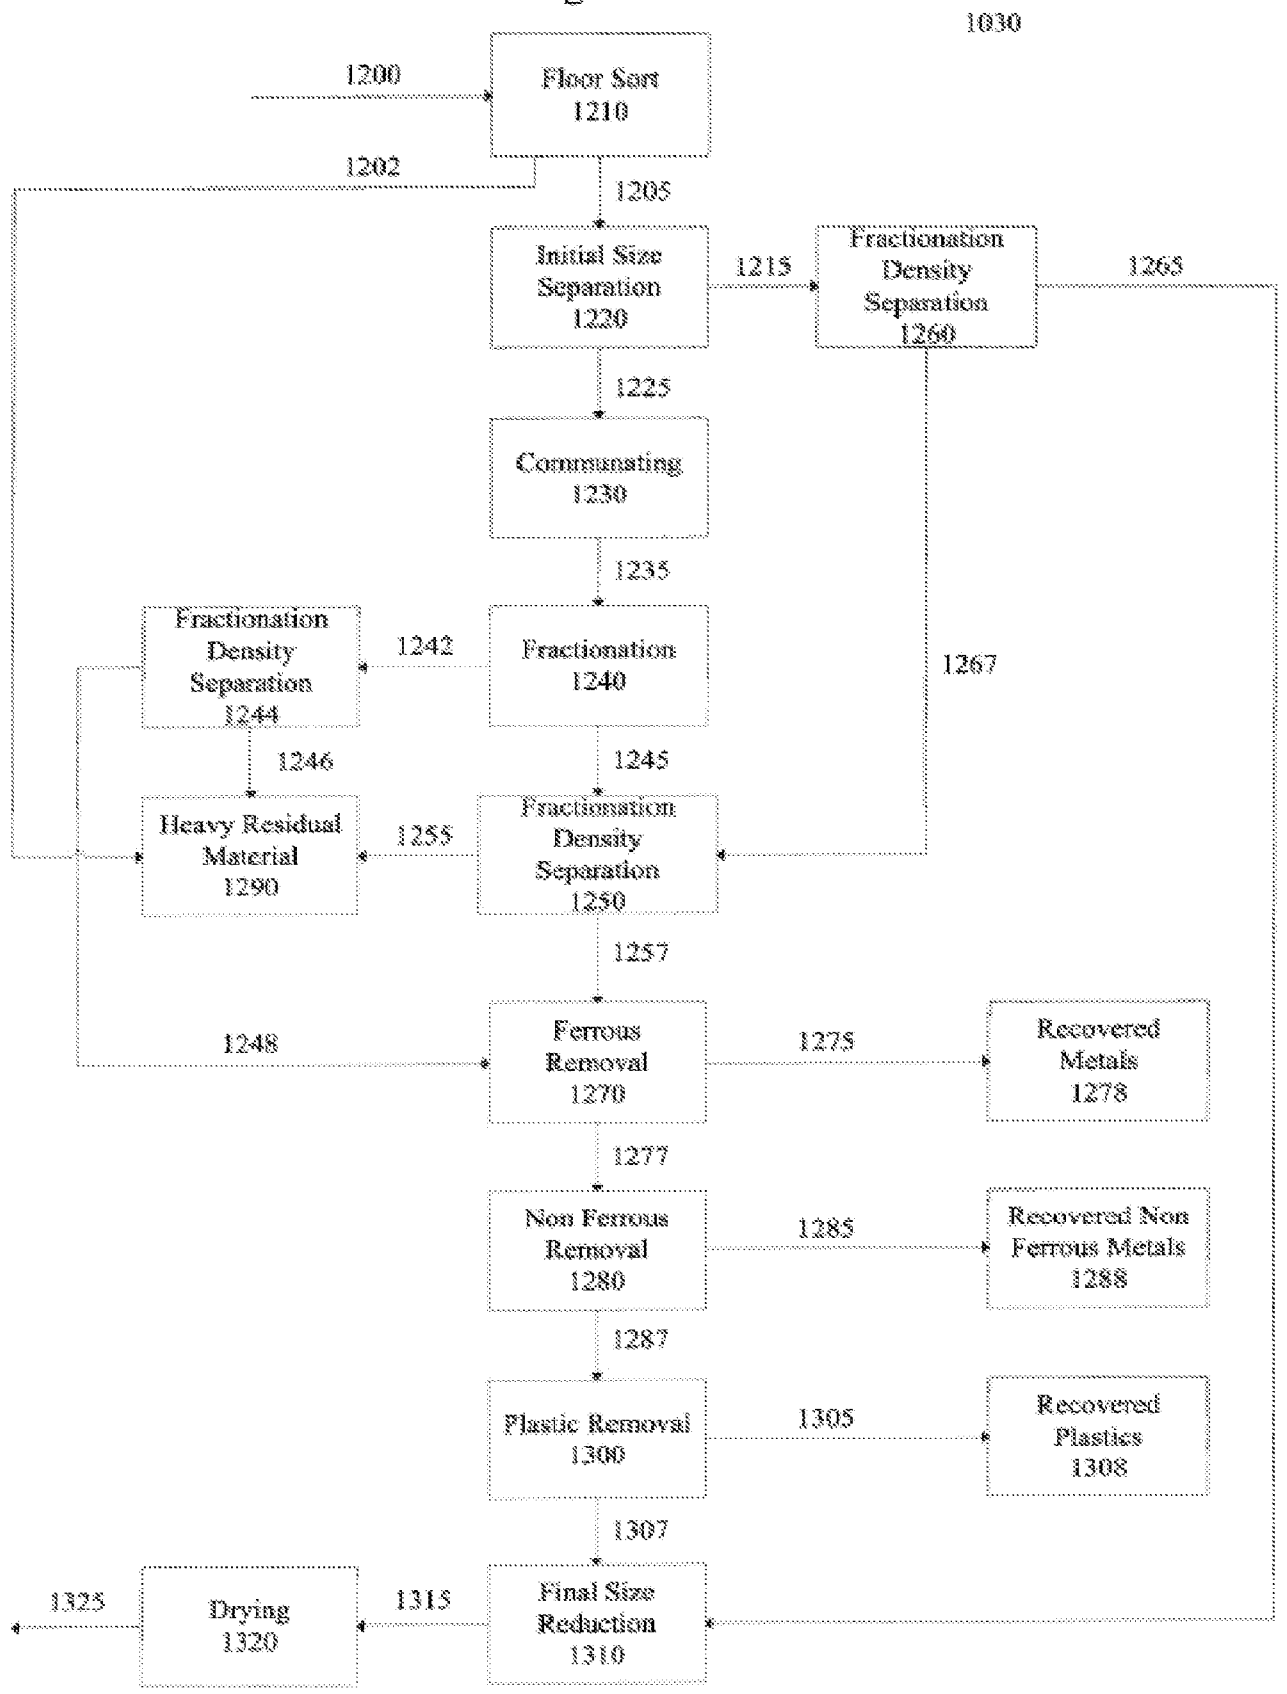 1030
1200
Floor Sort
1210
1202
1205
Initial Size
Separation
1220
1215
Fractionation
Density
Separation
1260
1265
1225
Communating
1230
1235
Fractionation
Density
Separation
1244
1242
Fractionation
1240
1267
1246
1245
Heavy Residual
Material
1290
1255
Fractionation
Density
Separation
1250
1257
1248
Ferrous
Removal
1270
1275
Recovered
Metals
1278
1277
Non Ferrous
Removal
1280
1285
Recovered Non
Ferrous Metals
1288
1287
Plastic Removal
1300
1305
Recovered
Plastics
1308
1307
1325
Drying
1320
1315
Final Size
Reduction
1310